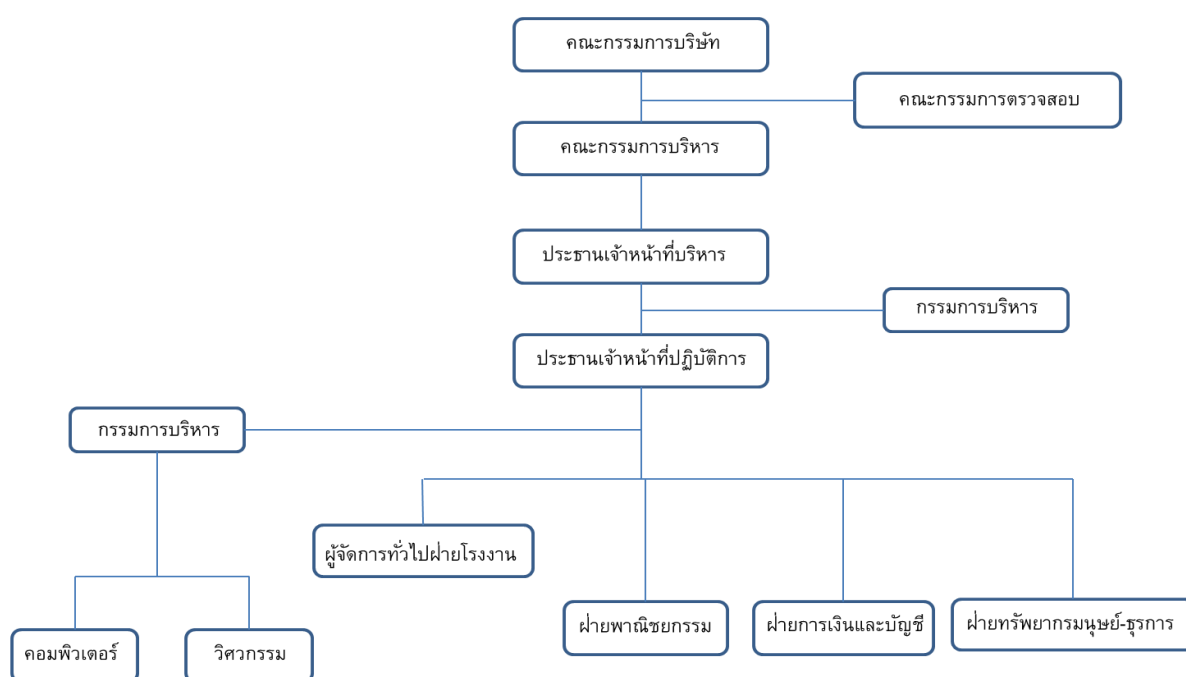 คณะกรรมการบริษัท
คณะกรรมการตรวจสอบ
คณะกรรมการบริหาร
ประธานเจ้าหน้าที่บริหาร
กรรมการบริหาร
ประธานเจ้าหน้าที่ปฏิบัติการ
กรรมการบริหาร
ผู้จัดการทั่วไปฝ่ายโรงงาน
ฝ่ายพาณิชยกรรม
ฝ่ายการเงินและบัญชี
ฝ่ายทรัพยากรมนุษย์-ธุรการ
คอมพิวเตอร์
วิศวกรรม